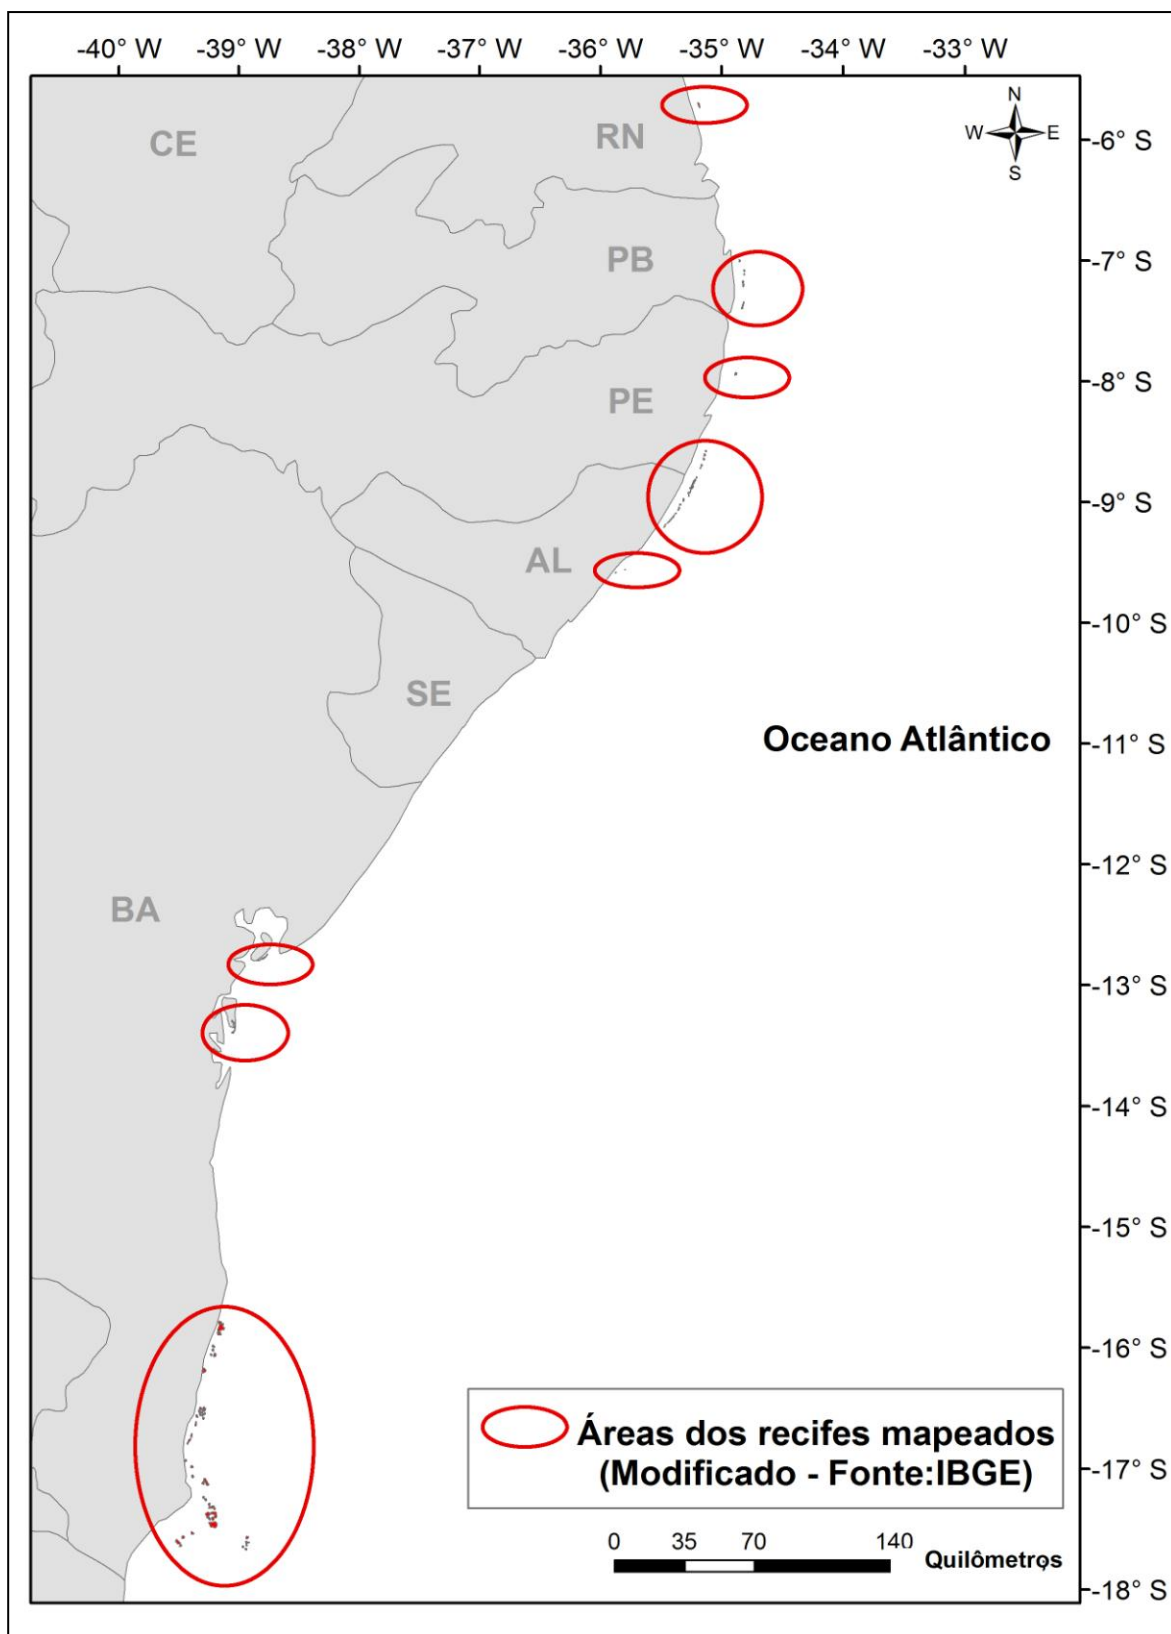 -40° W -39° W -38° W -37° W -36° W -35° W -34° W -33° W
N
W E
S
CE
RN
-6° S
PB
-7° S
PE
-8° S
-9° S
AL
-10° S
SE
Oceano Atlântico
-11° S
-12° S
BA
-13° S
-14° S
-15° S
-16° S
Áreas dos recifes mapeados
(Modificado - Fonte:IBGE)
-17° S
0 35 70 140
Quilômetros
-18° S